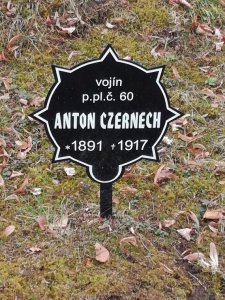 vojín
p.pl.č. 60
ANTON CZERNECH
*1891 +1917